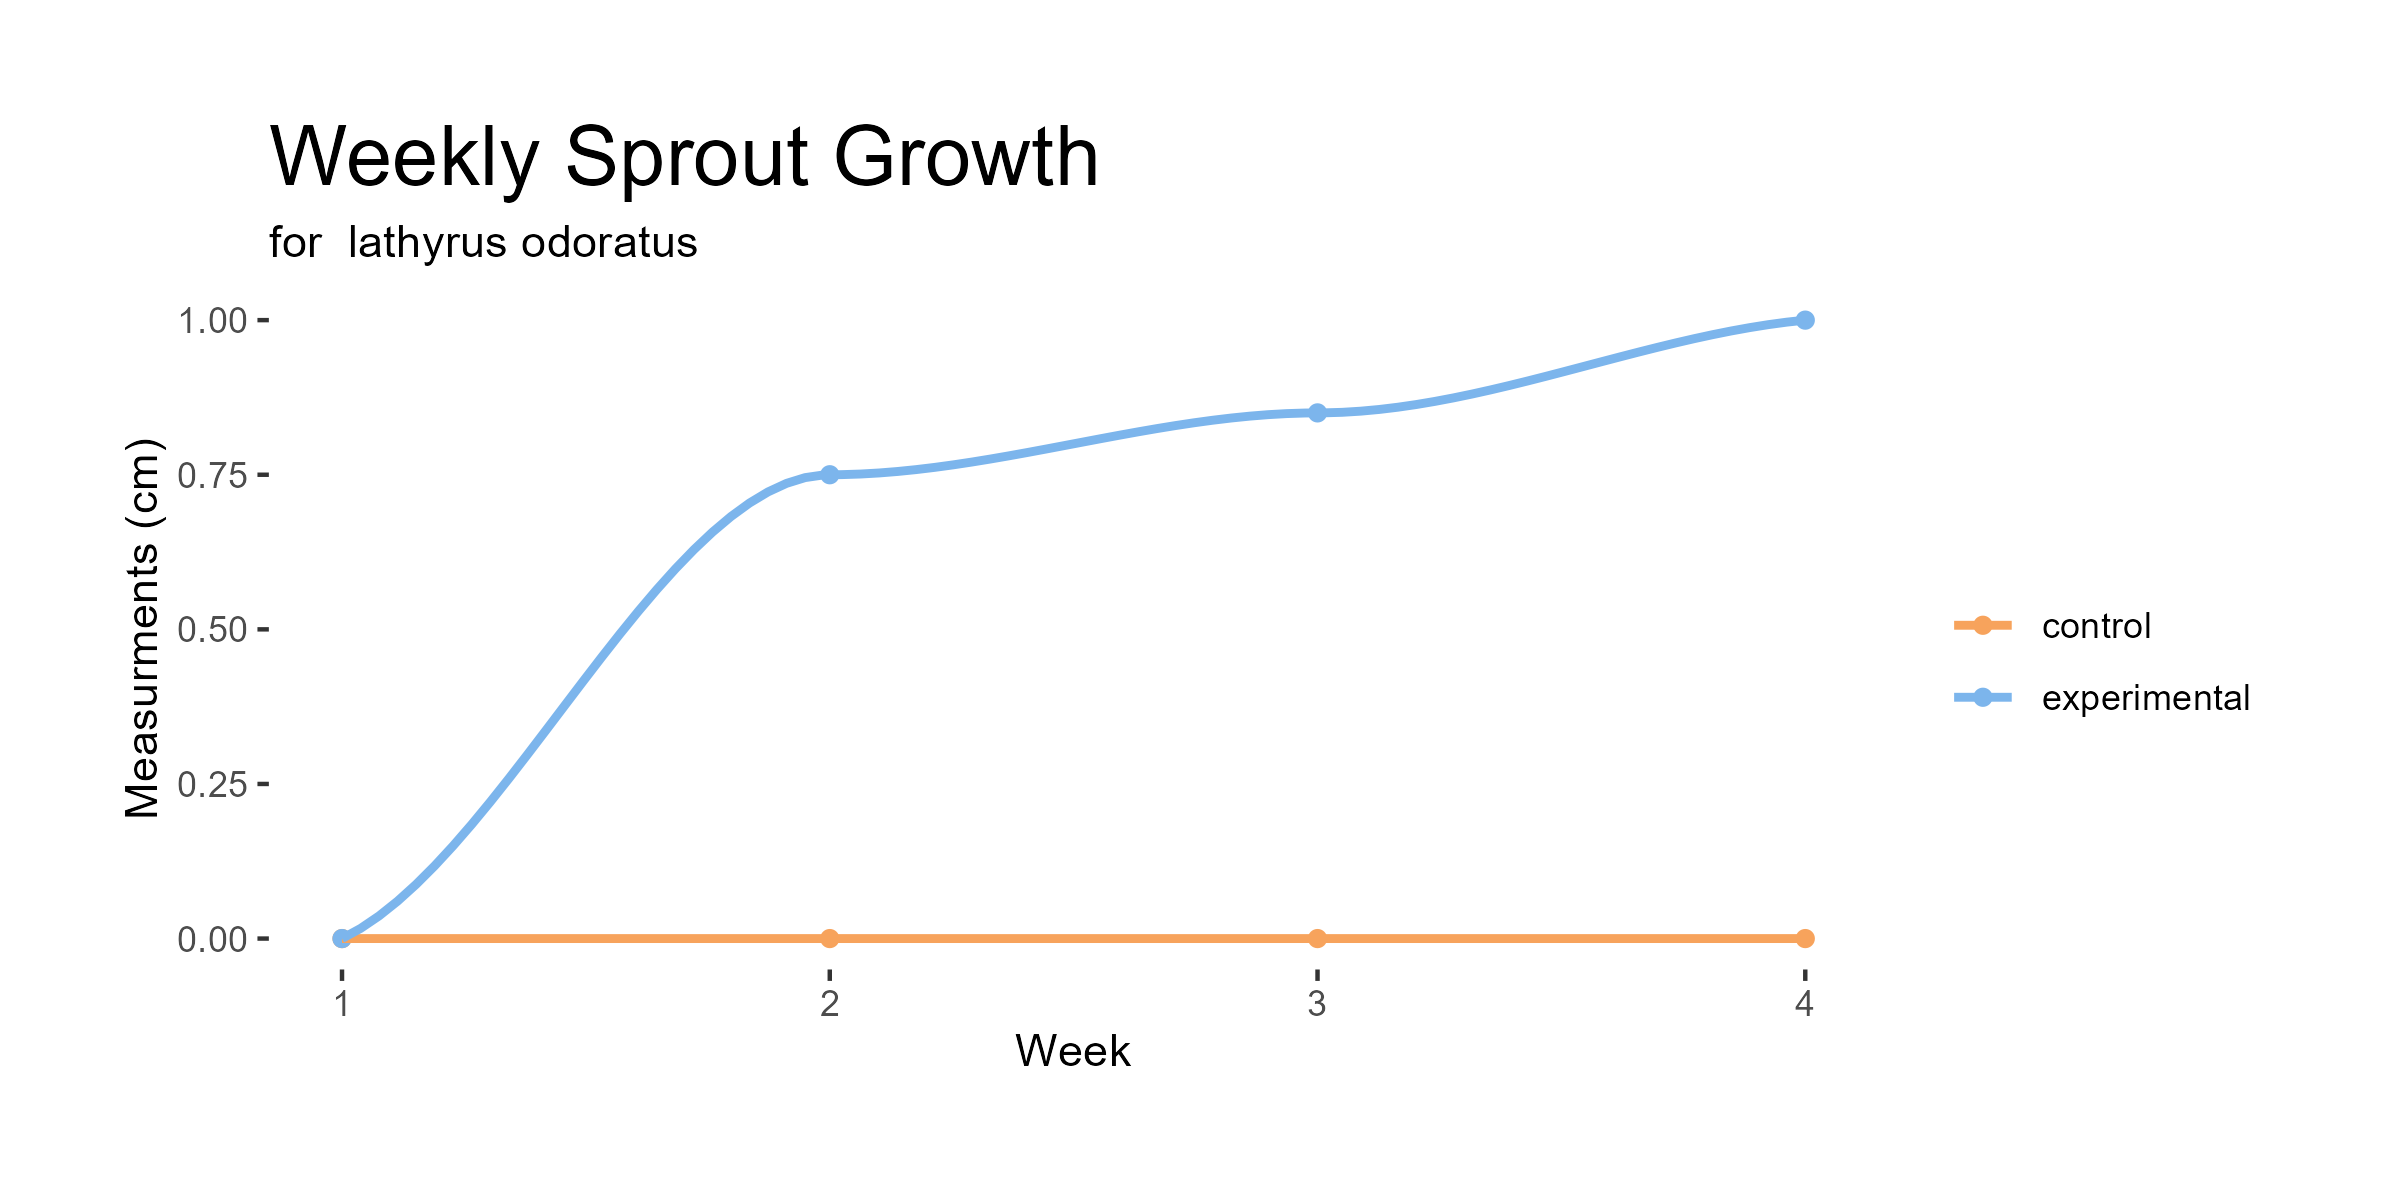 Weekly Sprout Growth
for  lathyrus odoratus
1.00
0.75
0.50
0.25
0.00
Measurments (cm)
1 2 3 4
Week
control
experimental